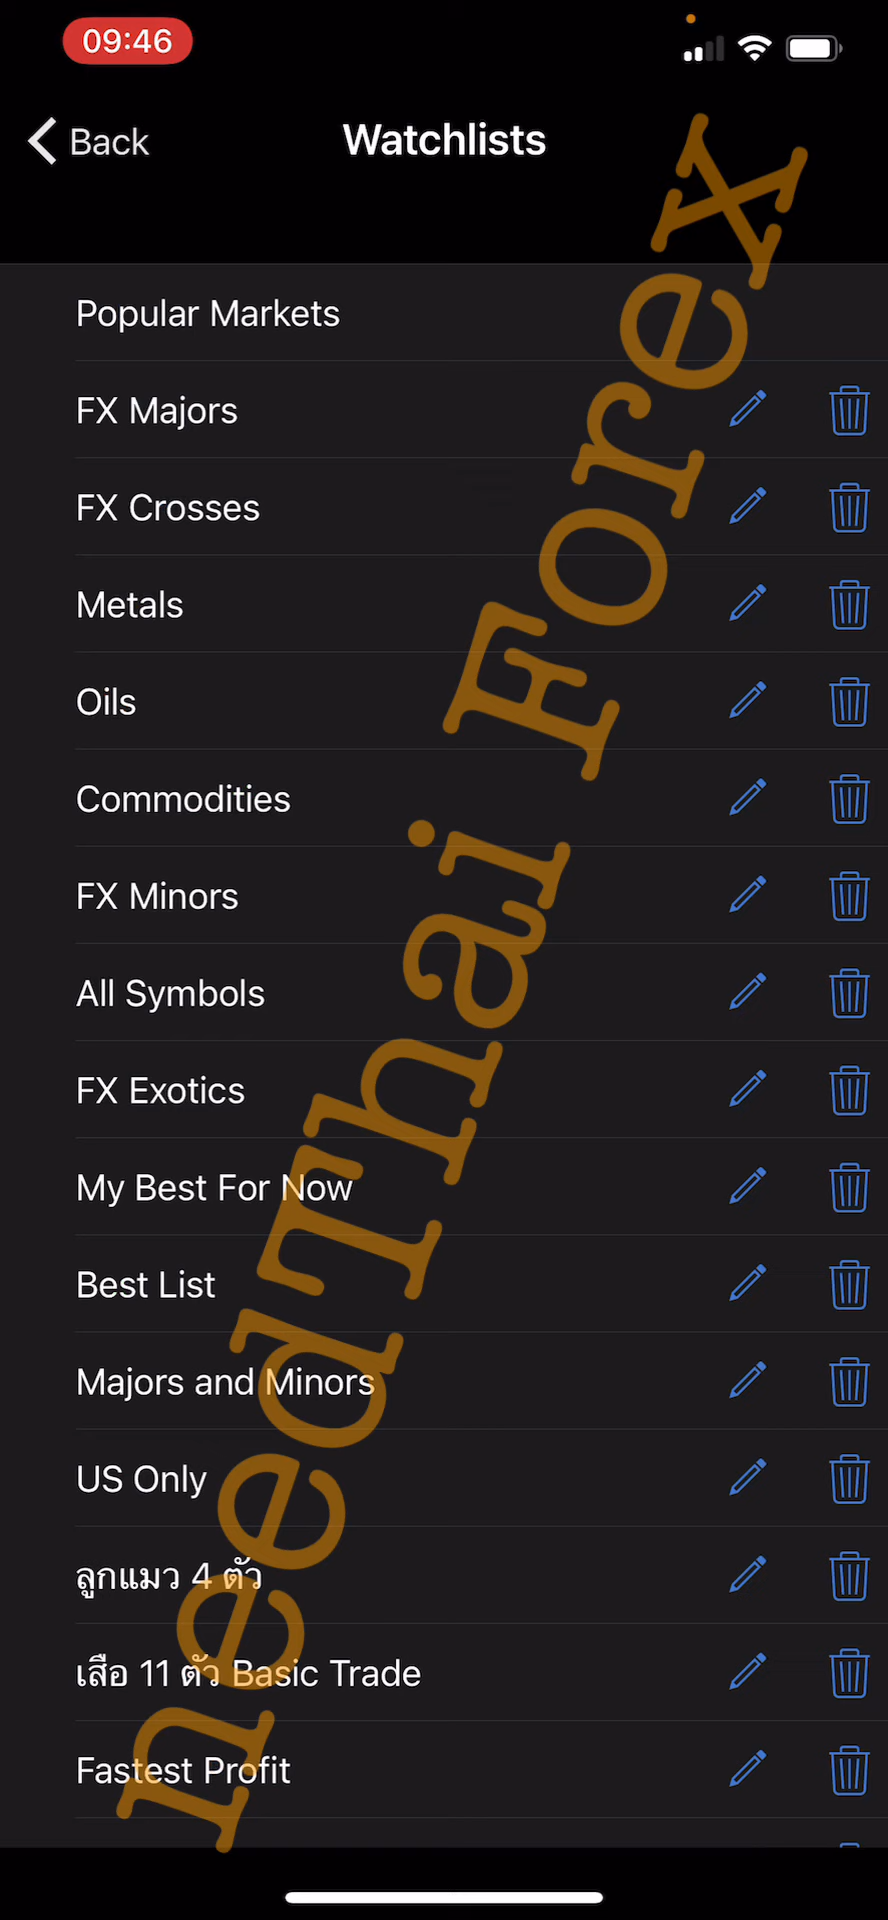 09:46
Back
Watchlists
Popular Markets
FX Majors
FX Crosses
Metals
Oils
Commodities
FX Minors
All Symbols
FX Exotics
My Best For Now
Best List
Majors and Minors
US Only
ลูกแมว 4 ตัว
เสือ 11 ตัว Basic Trade
Fastest Profit
needThai Forex